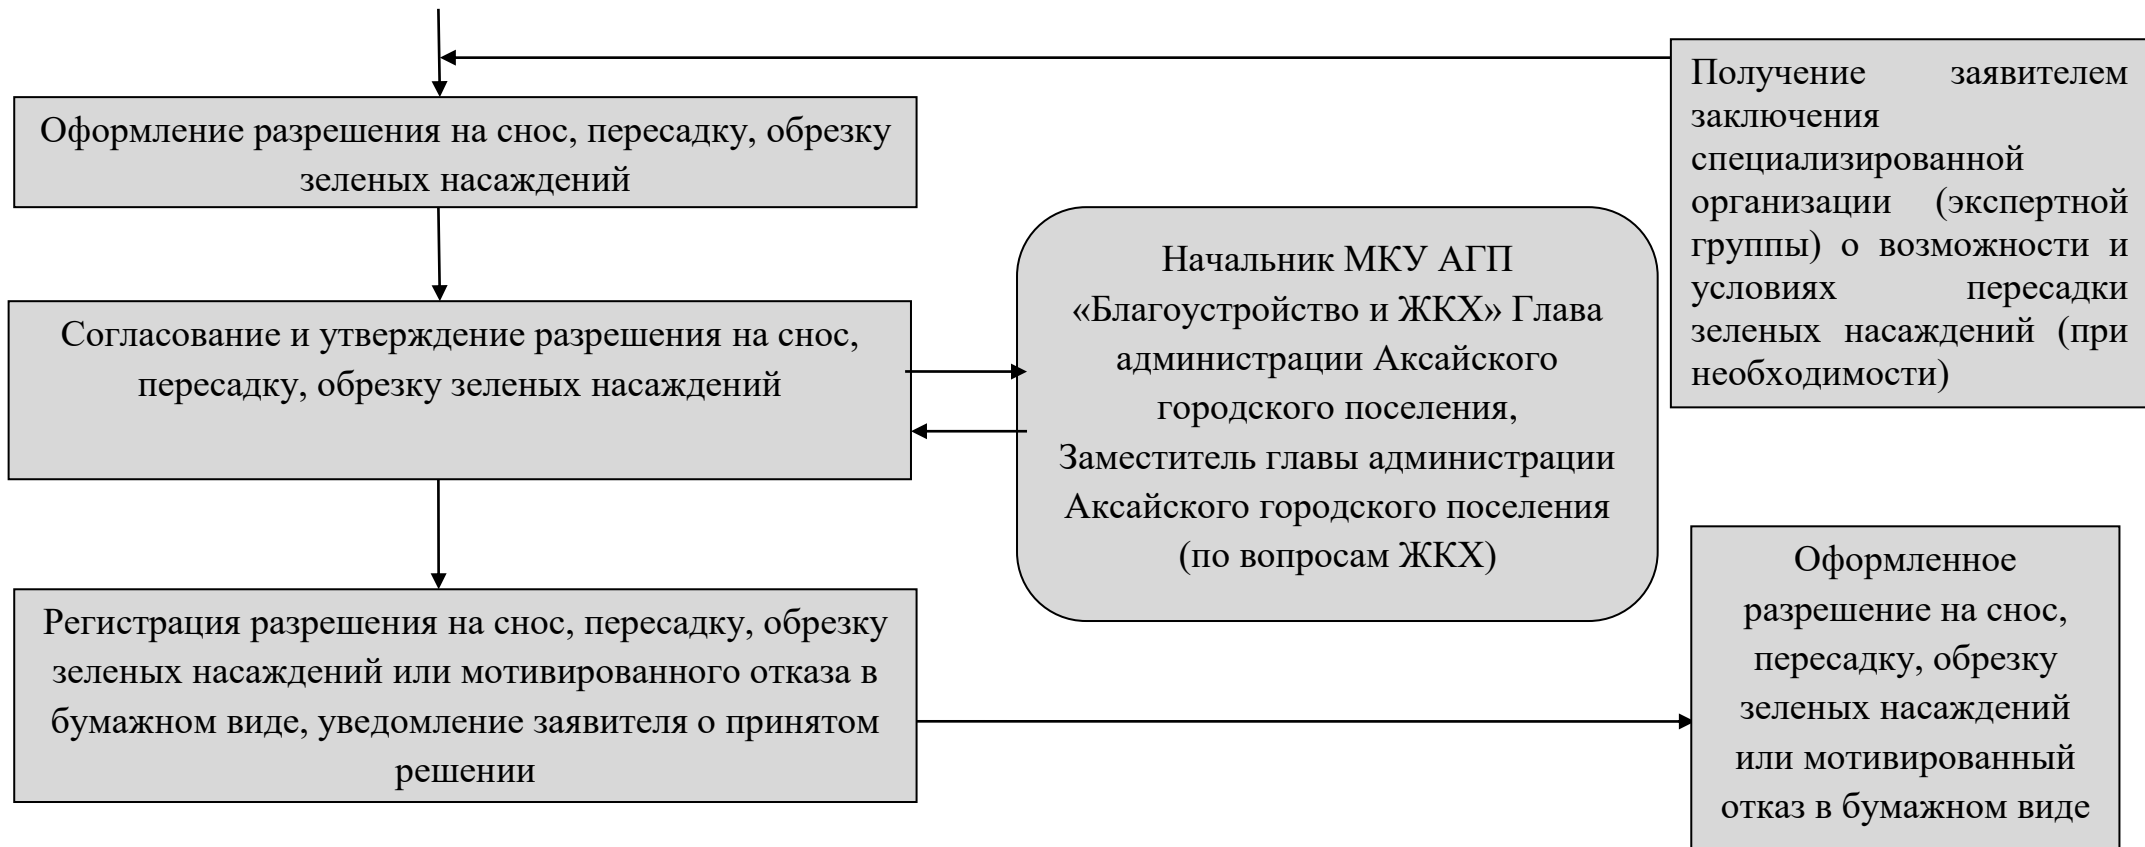 Оформление разрешения на снос, пересадку, обрезку
зеленых насаждений
Получение заявителем
заключения
специализированной
организации (экспертной
группы) о возможности и
условиях пересадки
зеленых насаждений (при
необходимости)
Согласование и утверждение разрешения на снос,
пересадку, обрезку зеленых насаждений
Начальник МКУ АГП
«Благоустройство и ЖКХ» Глава
администрации Аксайского
городского поселения,
Заместитель главы администрации
Аксайского городского поселения
(по вопросам ЖКХ)
Регистрация разрешения на снос, пересадку, обрезку
зеленых насаждений или мотивированного отказа в
бумажном виде, уведомление заявителя о принятом
решении
Оформленное
разрешение на снос,
пересадку, обрезку
зеленых насаждений
или мотивированный
отказ в бумажном виде